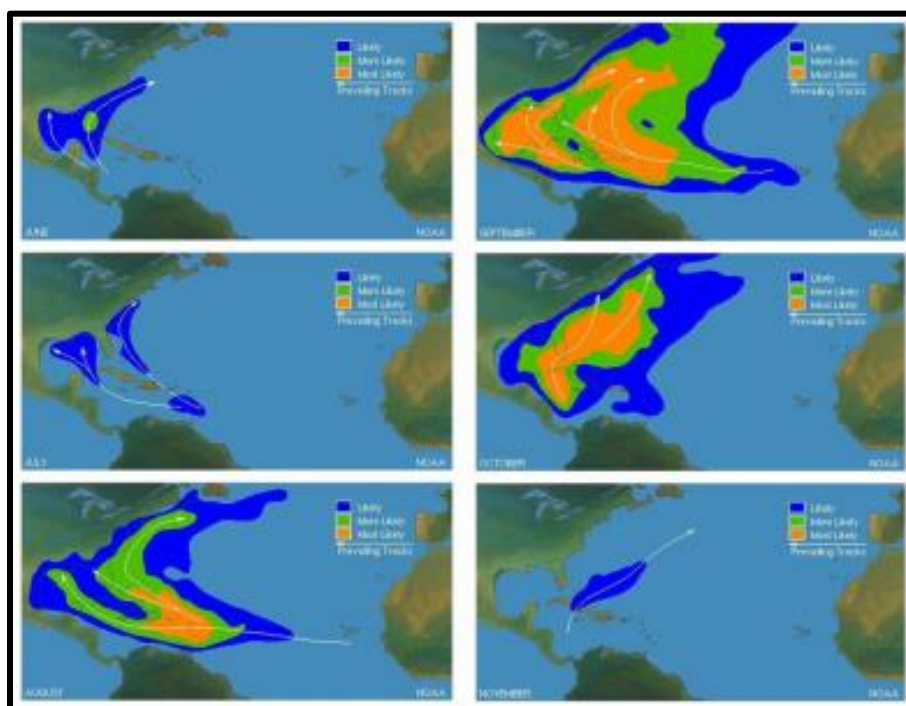 Likely
More Likely
Most Likely
Prevailing Tracks
JUNE
NOAA
Likely
More Likely
Most Likely
Prevailing Tracks
JULY
NOAA
Likely
More Likely
Most Likely
Prevailing Tracks
AUGUST
NOAA
Likely
More Likely
Most Likely
Prevailing Tracks
SEPTEMBER
NOAA
Likely
More Likely
Most Likely
Prevailing Tracks
OCTOBER
NOAA
Likely
More Likely
Most Likely
Prevailing Tracks
NOVEMBER
NOAA